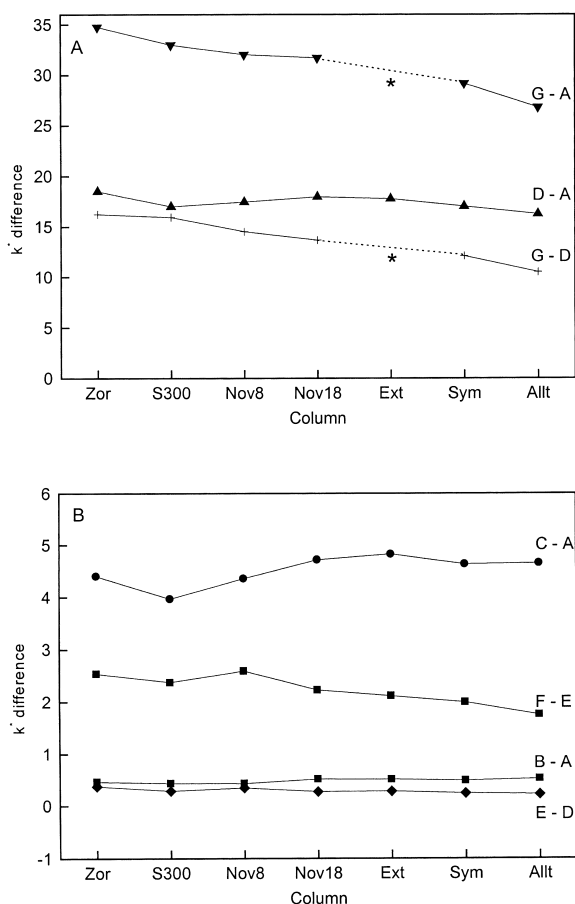 35
A
30
*
G - A
25
20
D - A
15
G - D
*
10
5
0
k* difference
Zor S300 Nov8 Nov18 Ext Sym Allt
Column
6
B
5
C - A
4
3
2
F - E
1
B - A
0
E - D
-1
k* difference
Zor S300 Nov8 Nov18 Ext Sym Allt
Column